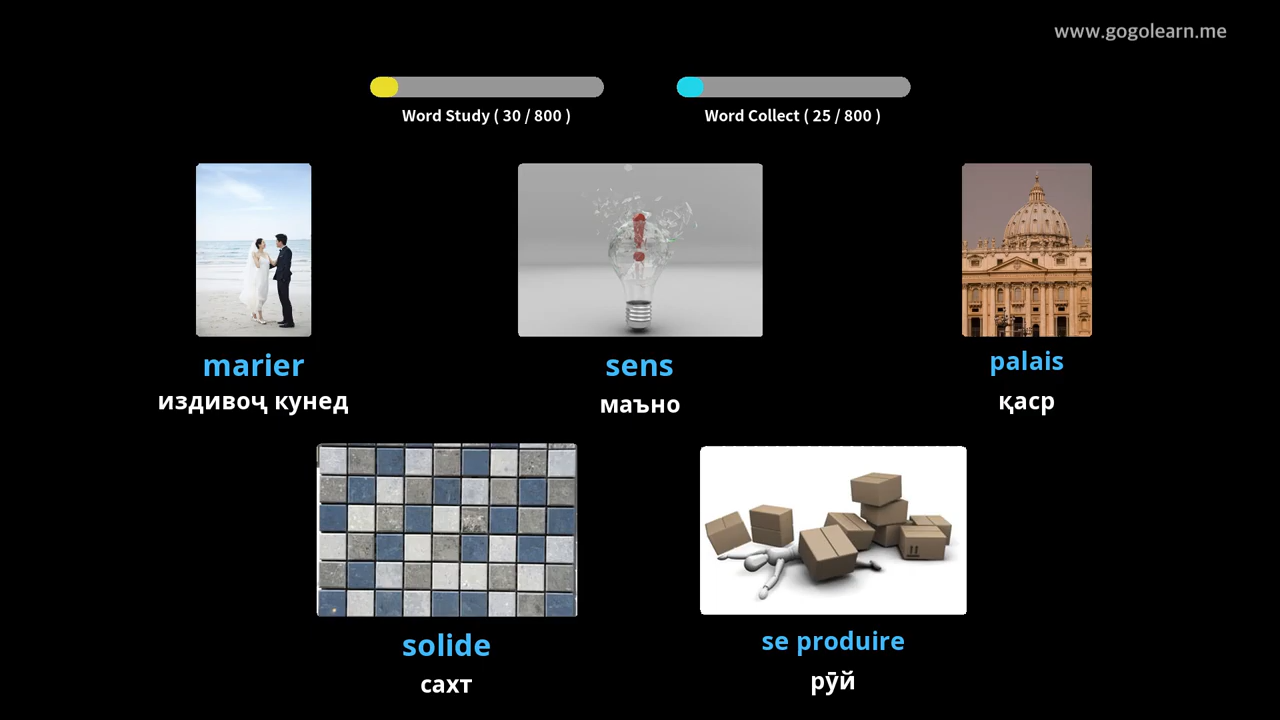 www.gogolearn.me
Word Study ( 30 / 800 )
Word Collect ( 25 / 800 )
marier
издивоҷ кунед
sens
маъно
palais
қаср
solide
сахт
se produire
рӯй